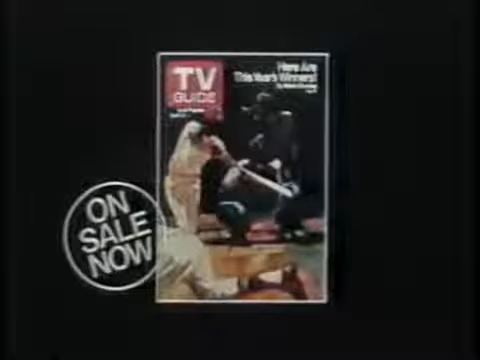 TV
GUIDE
Here Are
This Year's Winners!
ON
SALE
NOW